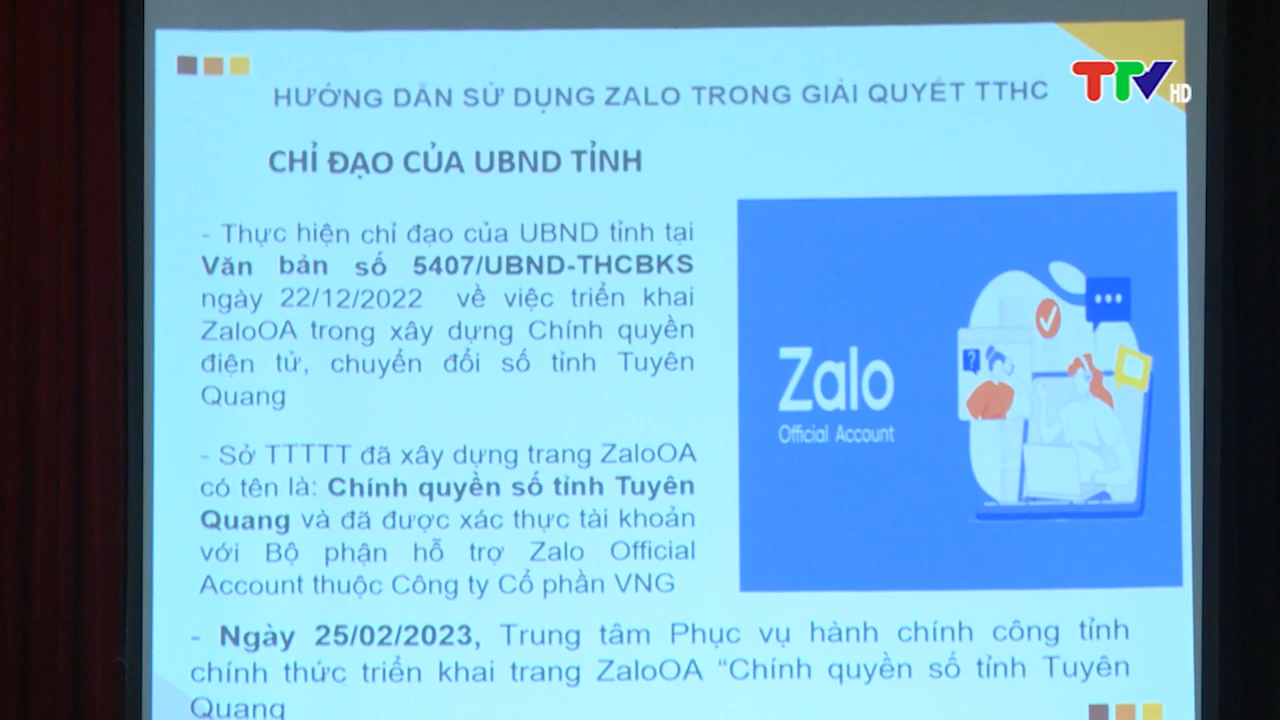 HƯỚNG DẪN SỬ DỤNG ZALO TRONG GIẢI QUYẾT TTHC
TTV HD
CHỈ ĐẠO CỦA UBND TỈNH
- Thực hiện chỉ đạo của UBND tỉnh tại
Văn bản số 5407/UBND-THCBKS
ngày 22/12/2022 về việc triển khai
ZaloOA trong xây dựng Chính quyền
điện tử, chuyển đổi số tỉnh Tuyên
Quang
- Sở TTTTT đã xây dựng trang ZaloOA
có tên là: Chính quyền số tỉnh Tuyên
Quang và đã được xác thực tài khoản
với Bộ phận hỗ trợ Zalo Official
Account thuộc Công ty Cổ phần VNG
Zalo
Official Account
?
- Ngày 25/02/2023, Trung tâm Phục vụ hành chính công tỉnh
chính thức triển khai trang ZaloOA “Chính quyền số tỉnh Tuyên
Quang